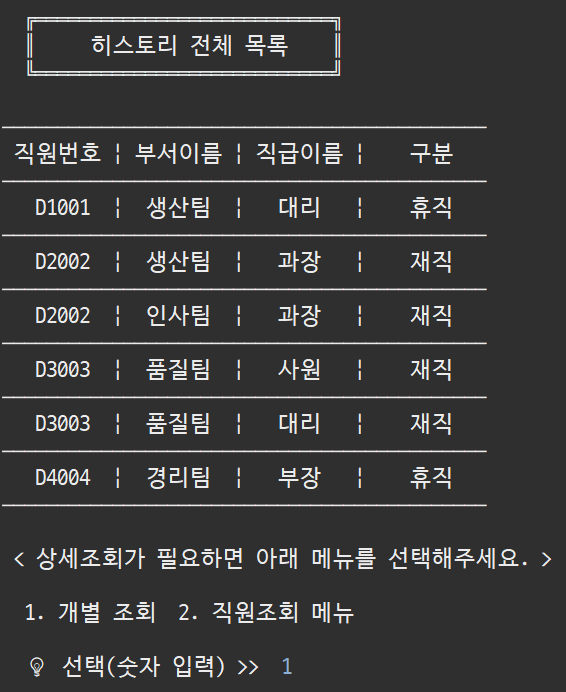 히스토리 전체 목록
직원번호 ¦ 부서이름 ¦ 직급이름 ¦ 구분
D1001 ¦ 생산팀 ¦ 대리 ¦ 휴직
D2002 ¦ 생산팀 ¦ 과장 ¦ 재직
D2002 ¦ 인사팀 ¦ 과장 ¦ 재직
D3003 ¦ 품질팀 ¦ 사원 ¦ 재직
D3003 ¦ 품질팀 ¦ 대리 ¦ 재직
D4004 ¦ 경리팀 ¦ 부장 ¦ 휴직
< 상세조회가 필요하면 아래 메뉴를 선택해주세요. >
1. 개별 조회 2. 직원조회 메뉴
💡 선택(숫자 입력) >> 1